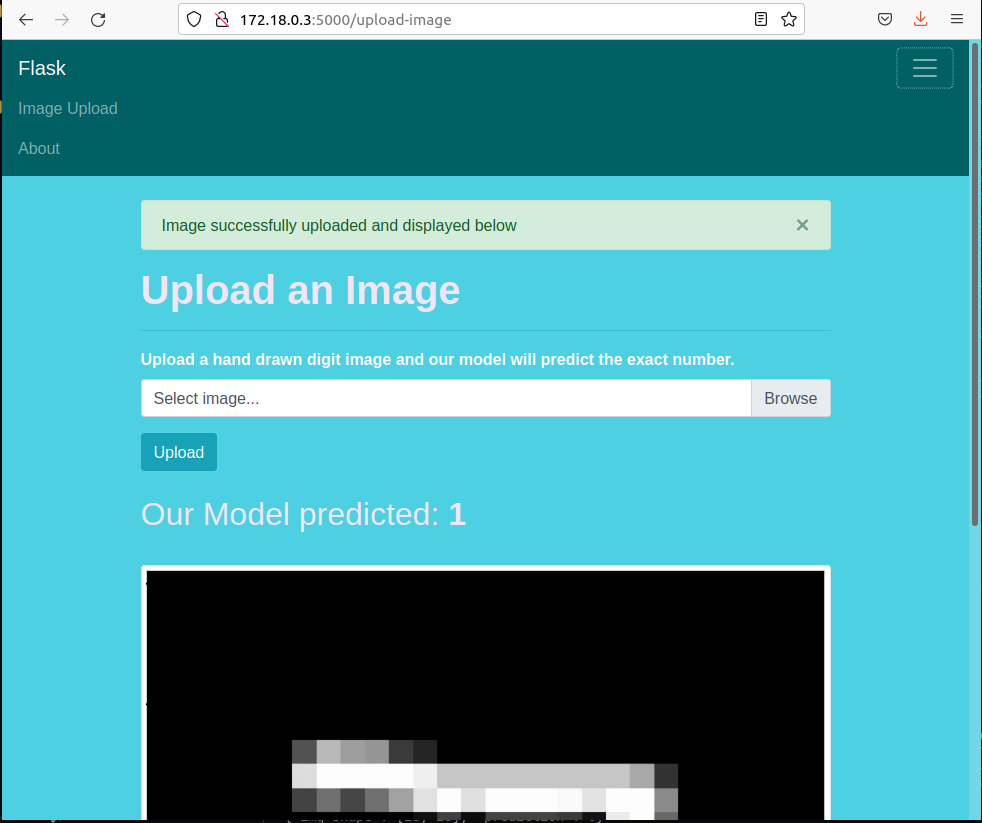 172.18.0.3:5000/upload-image
Flask
Image Upload
About
Image successfully uploaded and displayed below ×
Upload an Image
Upload a hand drawn digit image and our model will predict the exact number.
Select image... Browse
Upload
Our Model predicted: 1